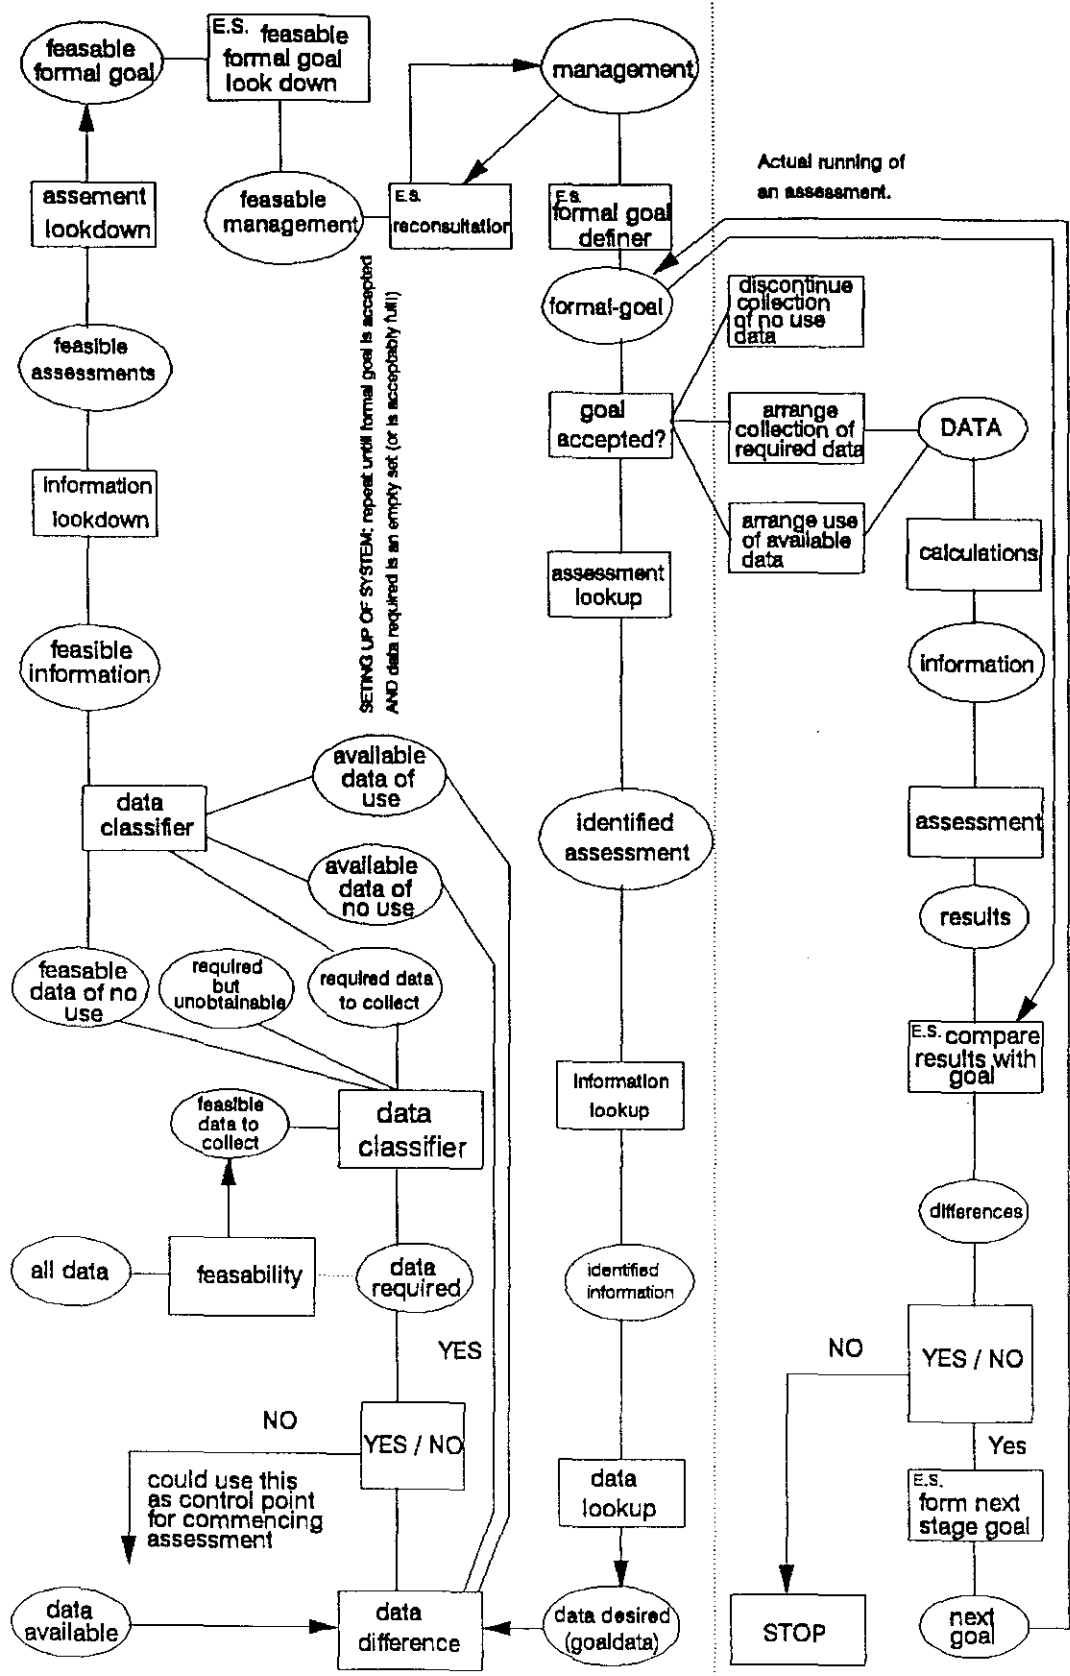 feasable
formal goal
E.S. feasable
formal goal
look down
management
assement
lookdown
feasable
management
E.S.
reconsultation
E.S.
formal goal
definer
Actual running of
an assessment.
formal-goal
discontinue
collection
of no use
data
feasible
assessments
SETING UP OF SYSTEM: repeat untill formal goal is accepted
AND data required is an empty set (or is acceptably full!)
goal
accepted?
arrange
collection of
required data
DATA
information
lookdown
arrange use
of available
data
calculations
assessment
lookup
feasible
information
information
available
data of
use
data
classifier
identified
assessment
assessment
available
data of
no use
results
feasable
data of no
use
required
but
unobtainable
required data
to collect
E.S. compare
results with
goal
Information
lookup
feasible
data to
collect
data
classifier
differences
all data
feasability
data
required
identified
information
YES
NO
YES / NO
NO
YES / NO
Yes
could use this
as control point
for commencing
assessment
data
lookup
E.S.
form next
stage goal
data
available
data
difference
data desired
(goaldata)
STOP
next
goal